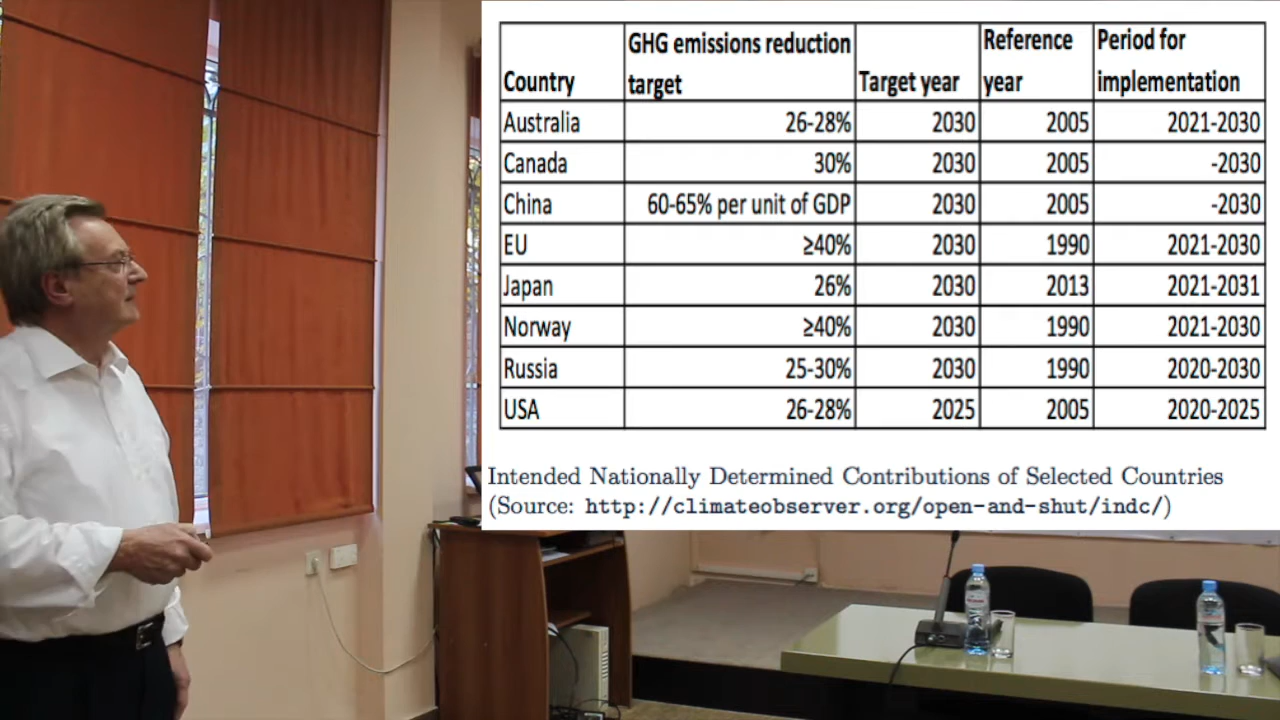 Country GHG emissions reduction target Target year Reference year Period for implementation
Australia 26-28% 2030 2005 2021-2030
Canada 30% 2030 2005 -2030
China 60-65% per unit of GDP 2030 2005 -2030
EU ≥40% 2030 1990 2021-2030
Japan 26% 2030 2013 2021-2031
Norway ≥40% 2030 1990 2021-2030
Russia 25-30% 2030 1990 2020-2030
USA 26-28% 2025 2005 2020-2025
Intended Nationally Determined Contributions of Selected Countries
(Source: http://climateobserver.org/open-and-shut/indc/)